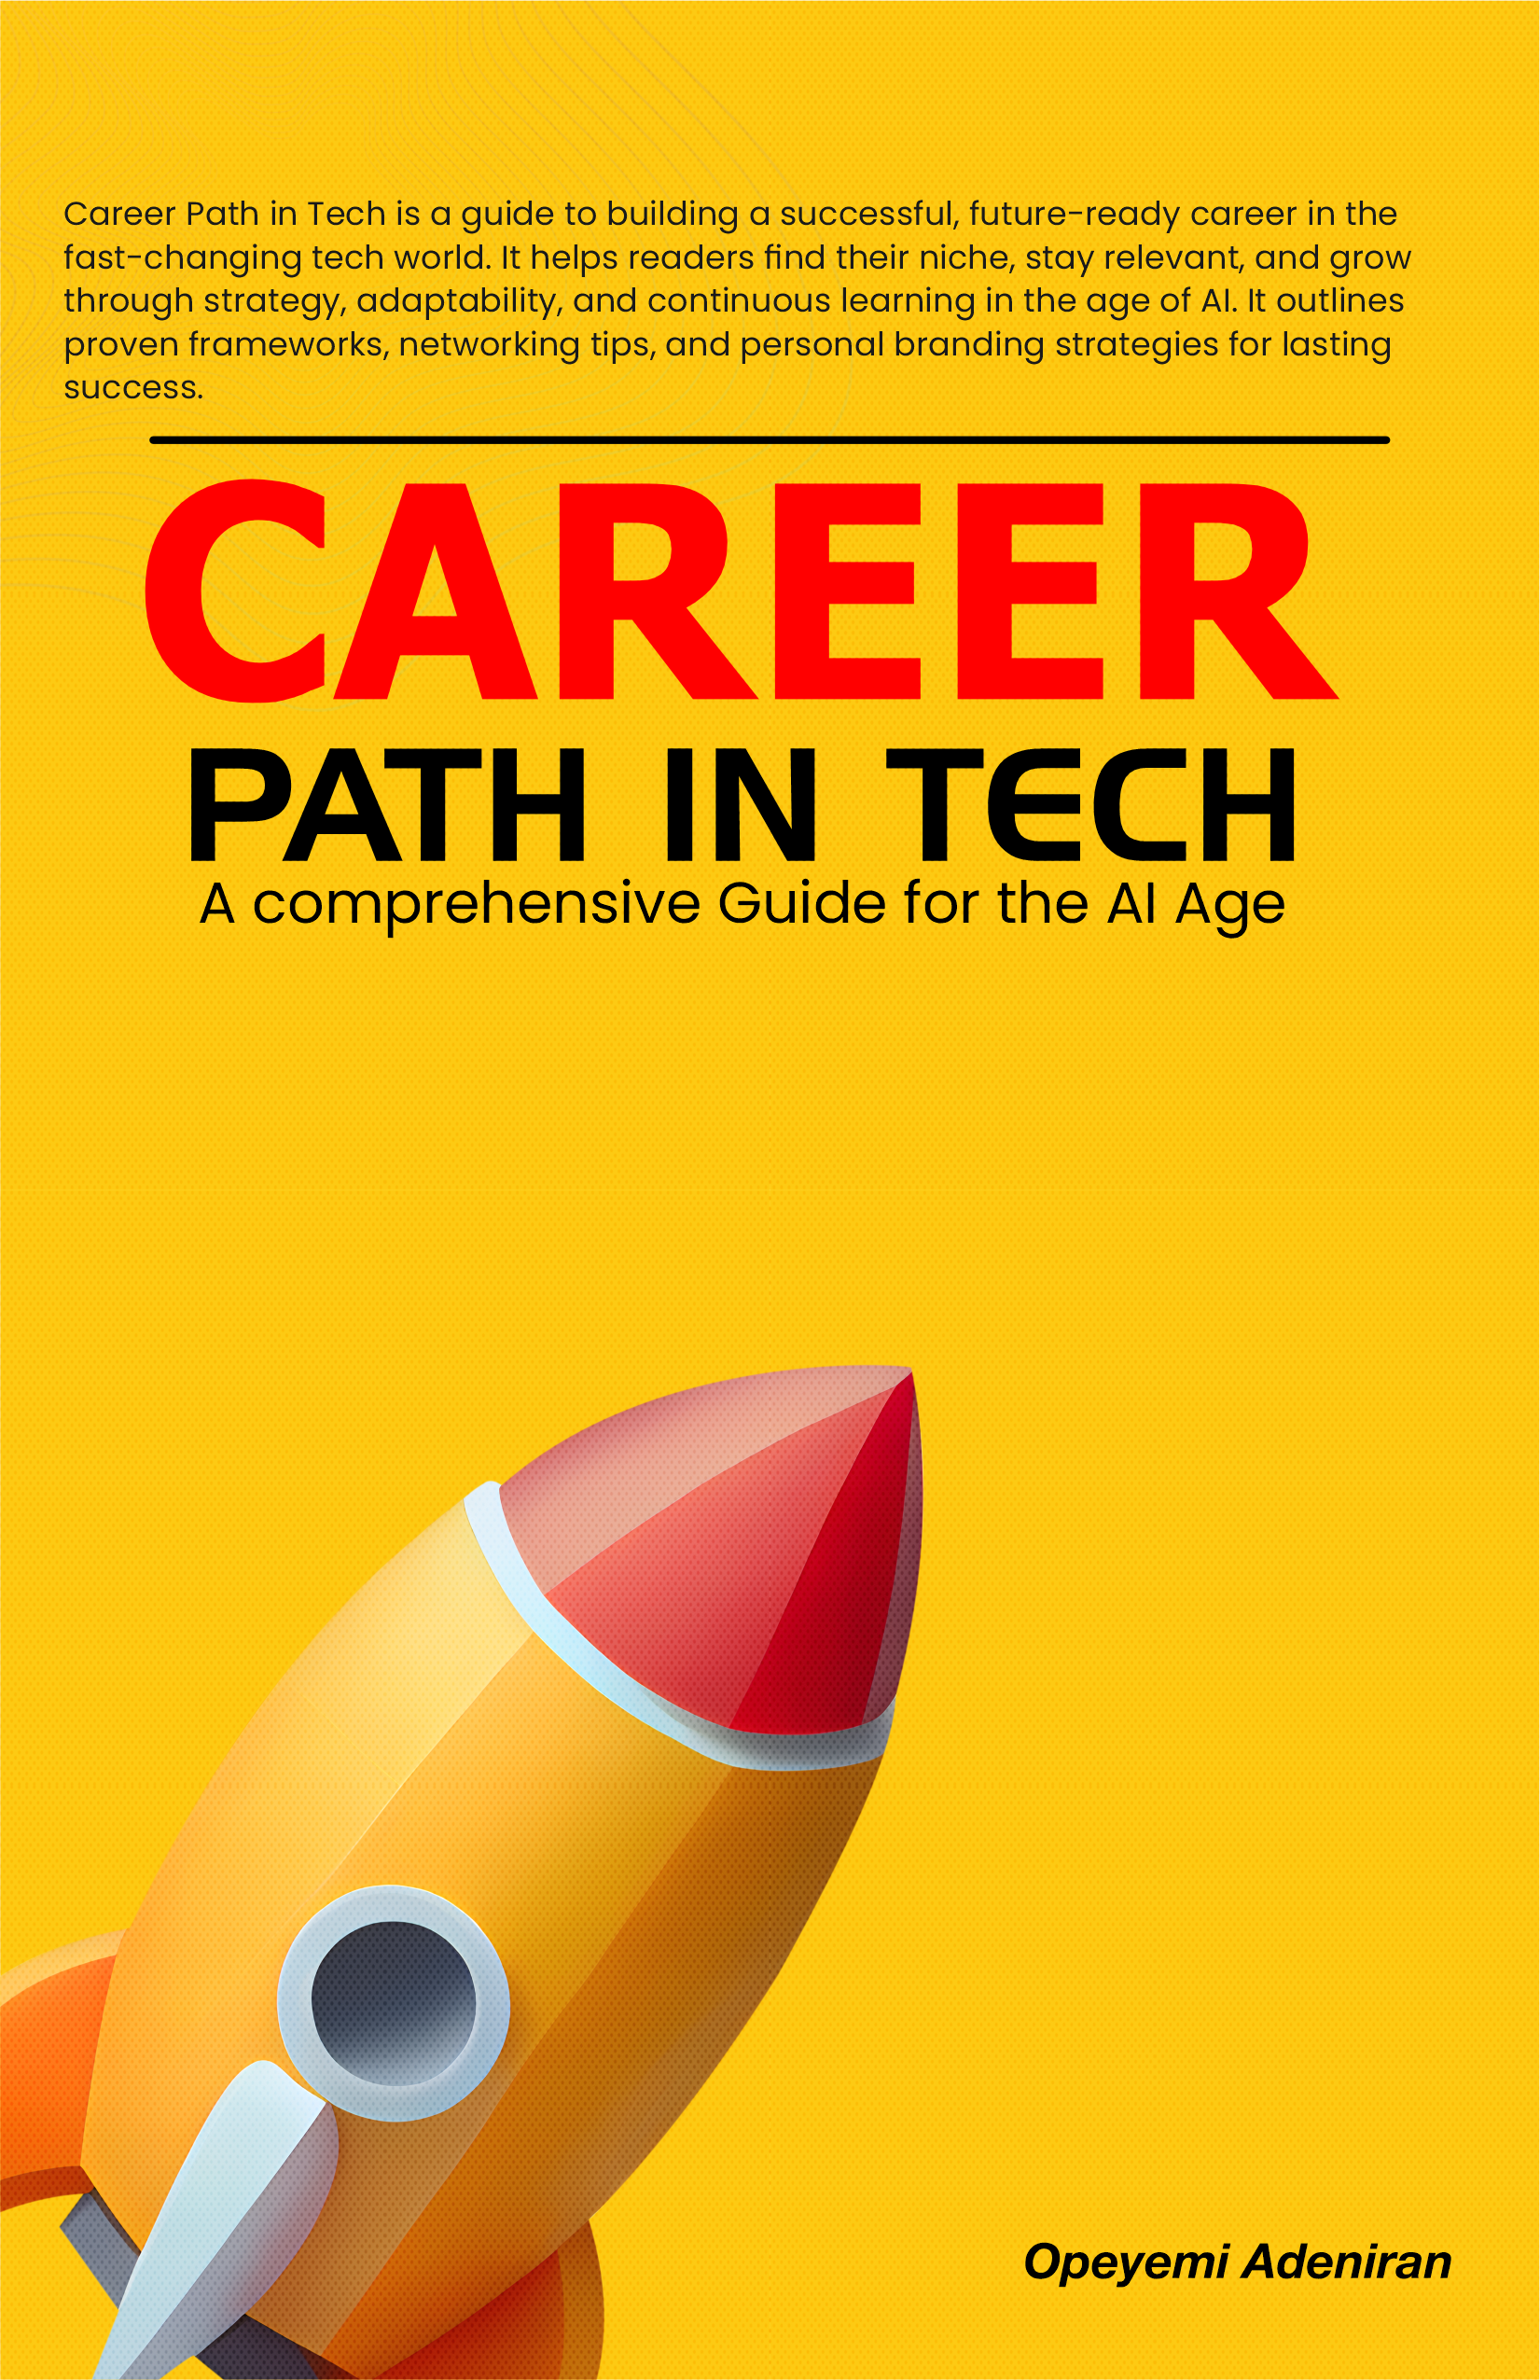 Career Path in Tech is a guide to building a successful, future-ready career in the
fast-changing tech world. It helps readers find their niche, stay relevant, and grow
through strategy, adaptability, and continuous learning in the age of AI. It outlines
proven frameworks, networking tips, and personal branding strategies for lasting
success.
CAREER
PATH IN TECH
A comprehensive Guide for the AI Age
Opeyemi Adeniran